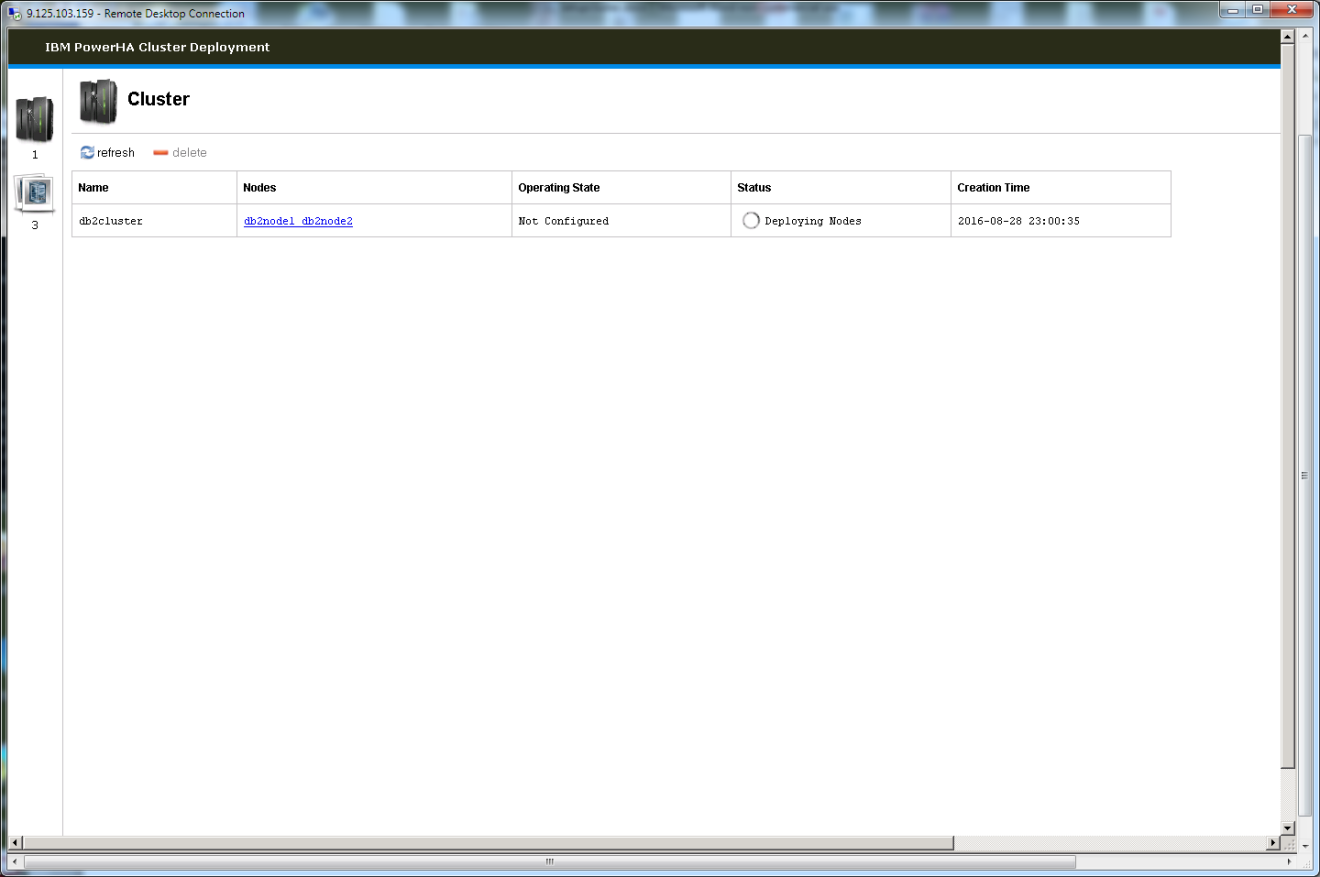 9.125.103.159 - Remote Desktop Connection
IBM PowerHA Cluster Deployment
Cluster
1
3
refresh delete
Name Nodes Operating State Status Creation Time
db2cluster db2node1 db2node2 Not Configured Deploying Nodes 2016-08-28 23:00:35